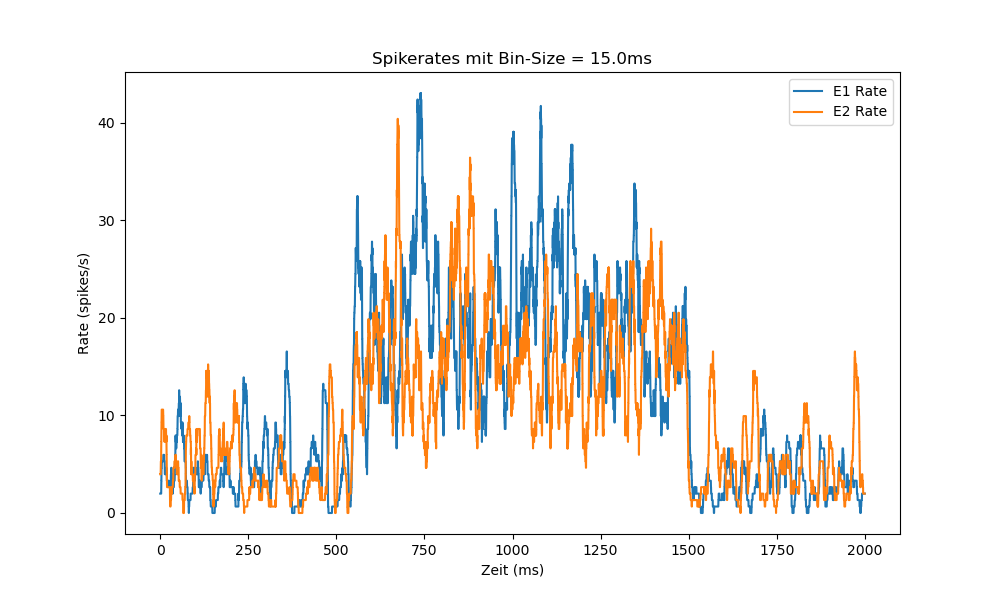 Spikerates mit Bin-Size = 15.0ms
E1 Rate
E2 Rate
Rate (spikes/s)
40
30
20
10
0
0 250 500 750 1000 1250 1500 1750 2000
Zeit (ms)